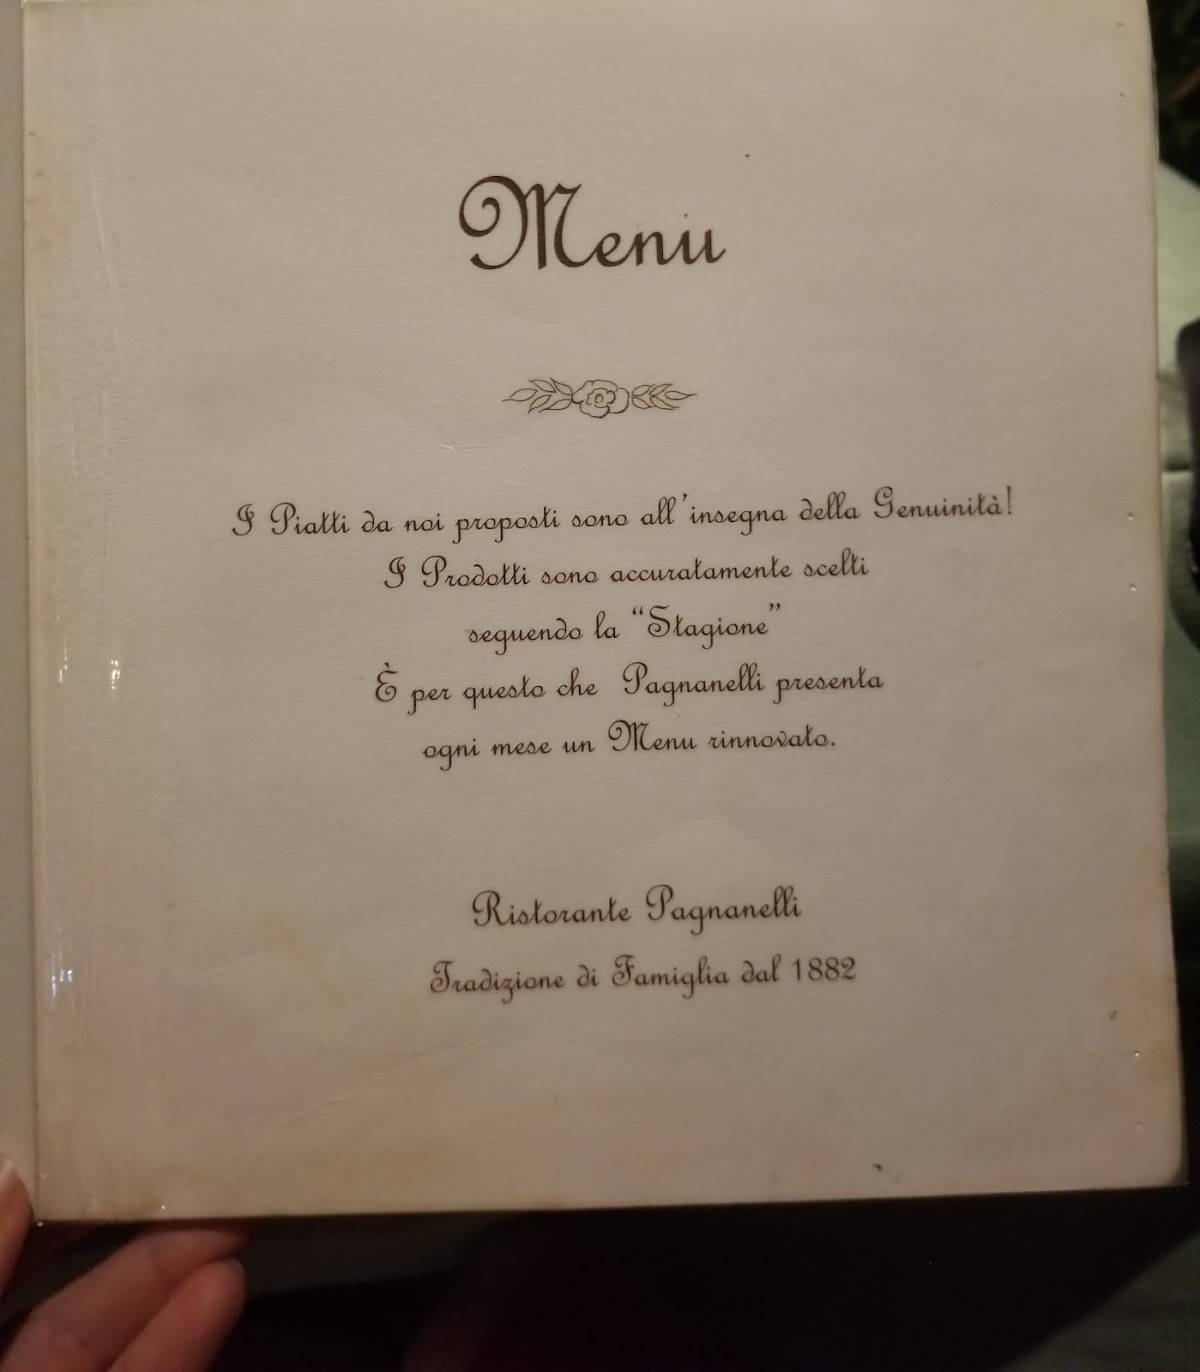 Menu
I Piatti da noi proposti sono all'insegna della Genuinità!
I Prodotti sono accuratamente scelti
seguendo la “Stagione”
È per questo che Pagnanelli presenta
ogni mese un Menu rinnovato.
Ristorante Pagnanelli
Tradizione di Famiglia dal 1882